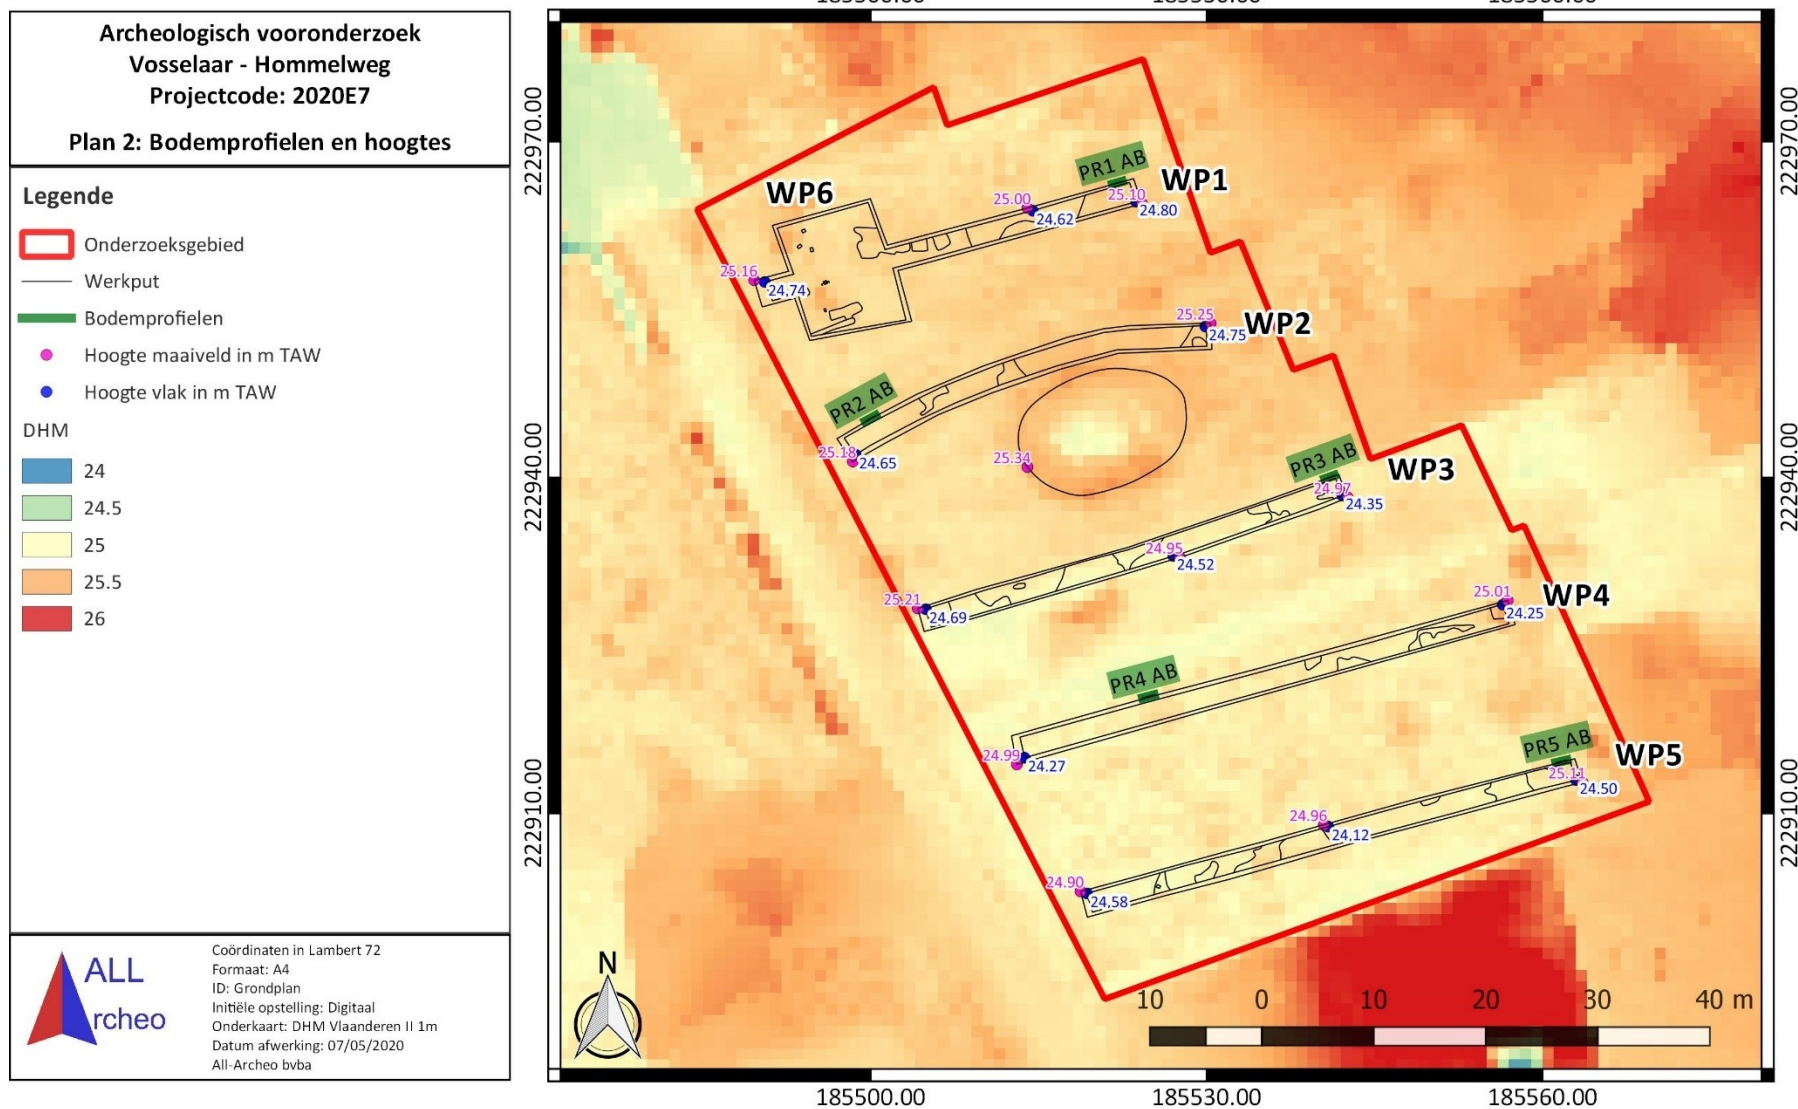 Archeologisch vooronderzoek
Vosselaar - Hommelweg
Projectcode: 2020E7
Plan 2: Bodemprofielen en hoogtes
Legende
Onderzoeksgebied
Werkput
Bodemprofielen
Hoogte maaiveld in m TAW
Hoogte vlak in m TAW
DHM
24
24.5
25
25.5
26
ALL
rcheo
Coördinaten in Lambert 72
Formaat: A4
ID: Grondplan
Initiële opstelling: Digitaal
Onderkaart: DHM Vlaanderen II 1m
Datum afwerking: 07/05/2020
All-Archeo bvba
185500.00
185530.00
185560.00
222970.00
222970.00
PR1 AB
WP1
WP6
25.00
25.10
24.62
24.80
25.16
24.74
25.25
WP2
24.75
PR2 AB
25.18
24.65
25.34
222940.00
222940.00
PR3 AB
WP3
24.97
24.35
24.95
24.52
25.21
24.69
25.01
WP4
24.25
PR4 AB
24.99
24.27
PR5 AB
WP5
25.11
24.50
24.96
24.12
222910.00
222910.00
24.90
24.58
N
10 0 10 20 30 40 m
185500.00
185530.00
185560.00